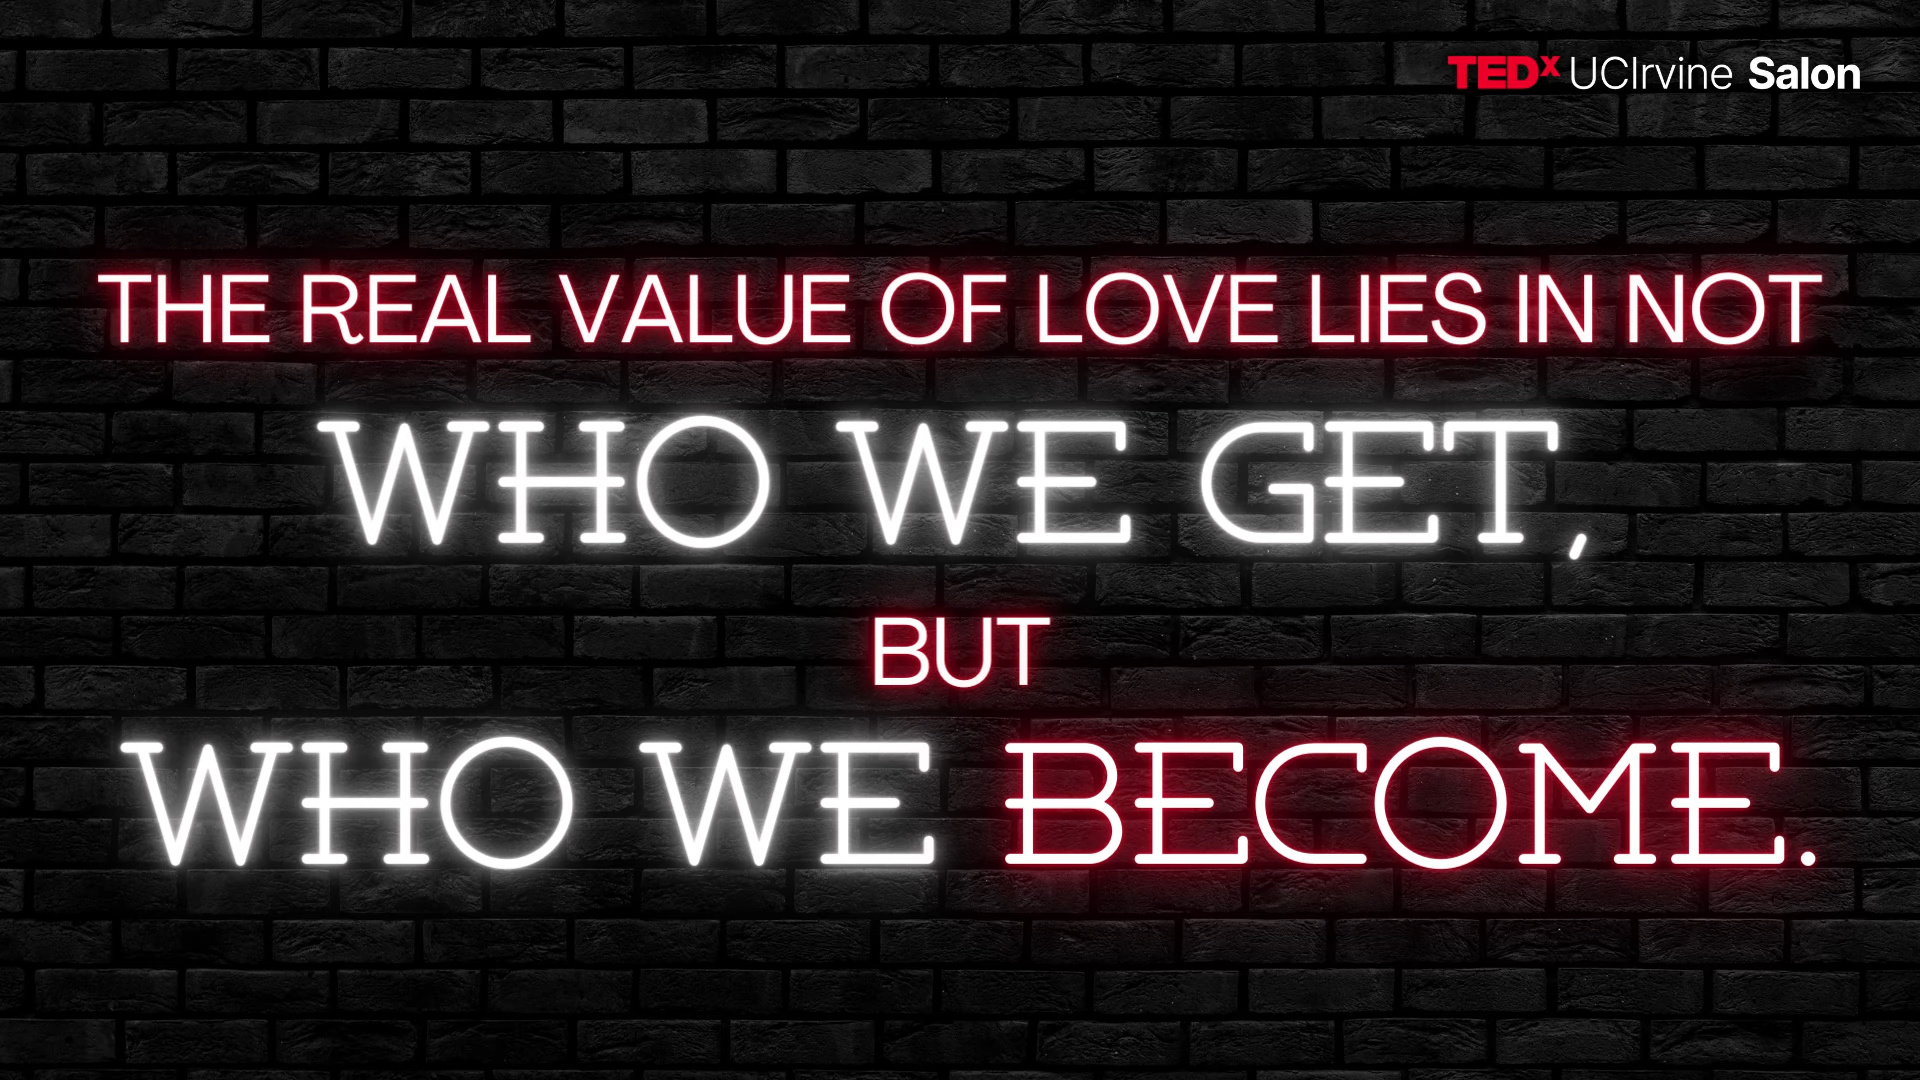 TEDx UCIrvine Salon
THE REAL VALUE OF LOVE LIES IN NOT
WHO WE GET,
BUT
WHO WE BECOME.